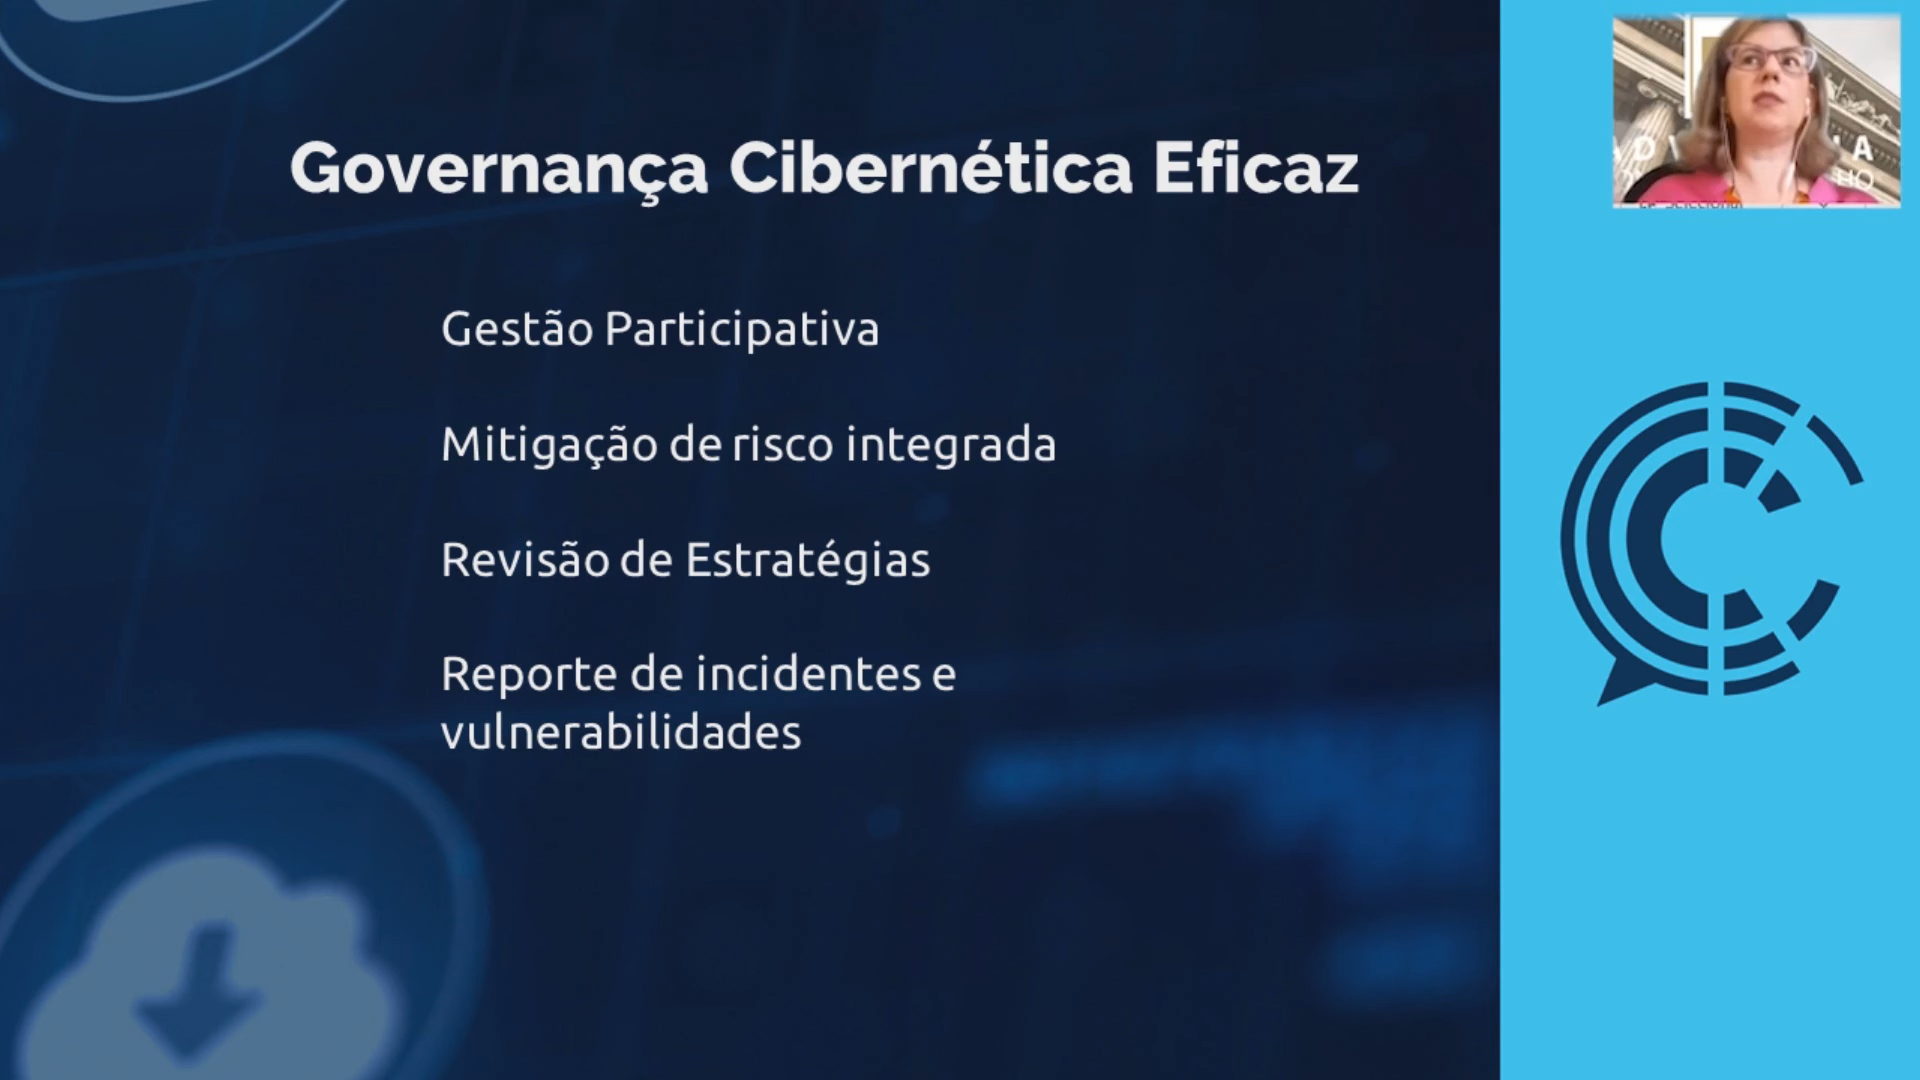 Governança Cibernética Eficaz
Gestão Participativa
Mitigação de risco integrada
Revisão de Estratégias
Reporte de incidentes e
vulnerabilidades